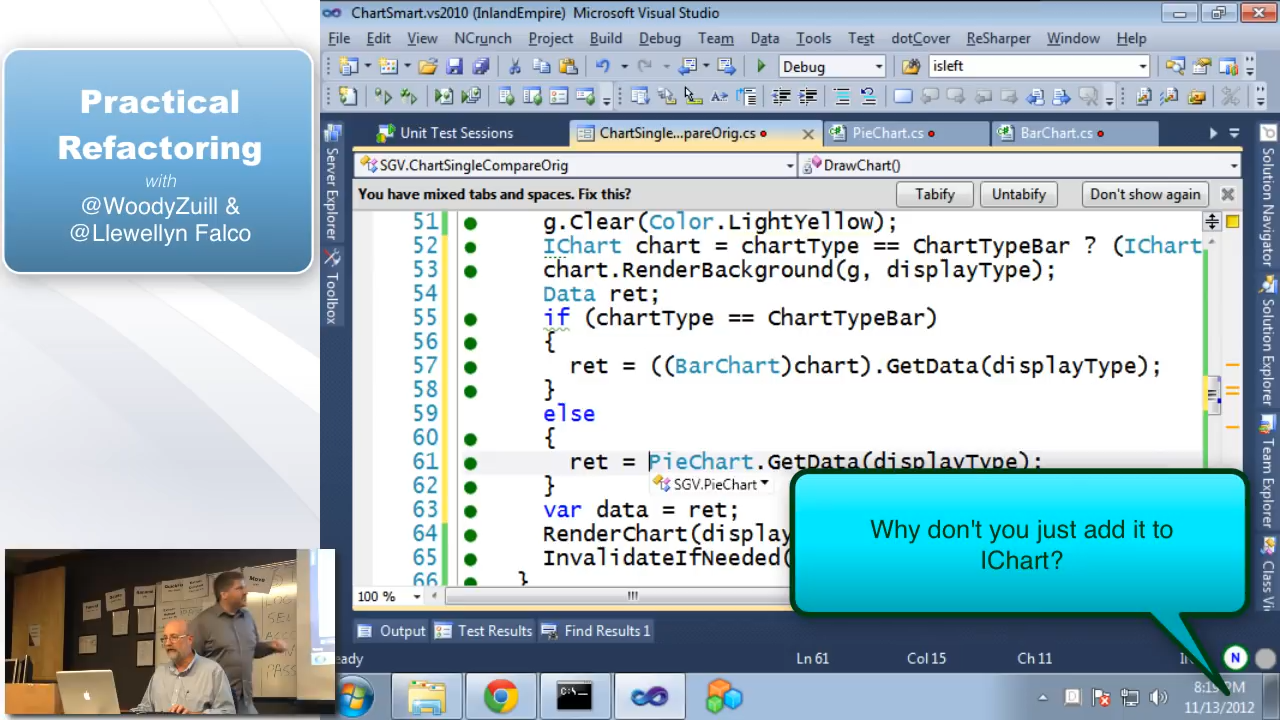 Practical
Refactoring
with
@WoodyZuill &
@Llewellyn Falco
ChartSmart.vs2010 (InlandEmpire) Microsoft Visual Studio
File Edit View NCrunch Project Build Debug Team Data Tools Test dotCover ReSharper Window Help
Debug
isleft
Unit Test Sessions
ChartSingle...pareOrig.cs
PieChart.cs
BarChart.cs
SGV.ChartSingleCompareOrig
DrawChart()
You have mixed tabs and spaces. Fix this?
Tabify
Untabify
Don't show again
Server Explorer
Toolbox
51 g.Clear(Color.LightYellow);
52 IChart chart = chartType == ChartTypeBar ? (IChart
53 chart.RenderBackground(g, displayType);
54 Data ret;
55 if (chartType == ChartTypeBar)
56 {
57 ret = ((BarChart)chart).GetData(displayType);
58 }
59 else
60 {
61 ret = PieChart.GetData(displayType);
SGV.PieChart
62 }
63 var data = ret;
64 RenderChart(displa
65 InvalidateIfNeeded(
66 }
Why don't you just add it to
IChart?
Solution Navigator
Solution Explorer
Team Explorer
Class View
100 %
Output
Test Results
Find Results 1
eady
Ln 61
Col 15
Ch 11
N
11/13/2012